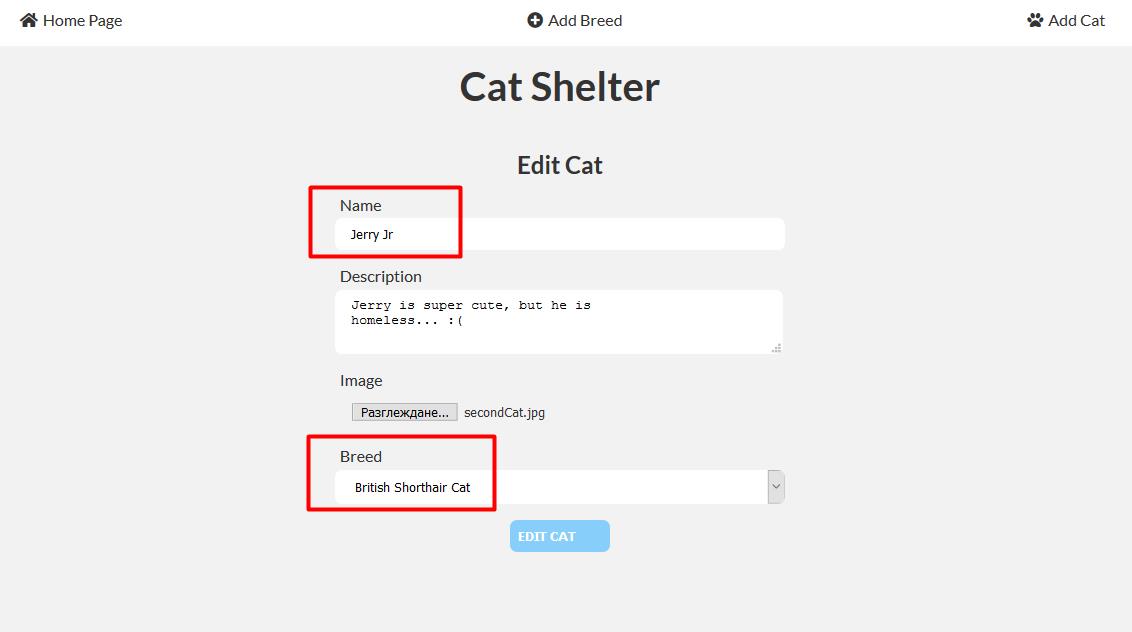 Home Page
Add Breed
Add Cat
Cat Shelter
Edit Cat
Name
Jerry Jr
Description
Jerry is super cute, but he is
homeless... :(
Image
Разглеждане... secondCat.jpg
Breed
British Shorthair Cat
EDIT CAT